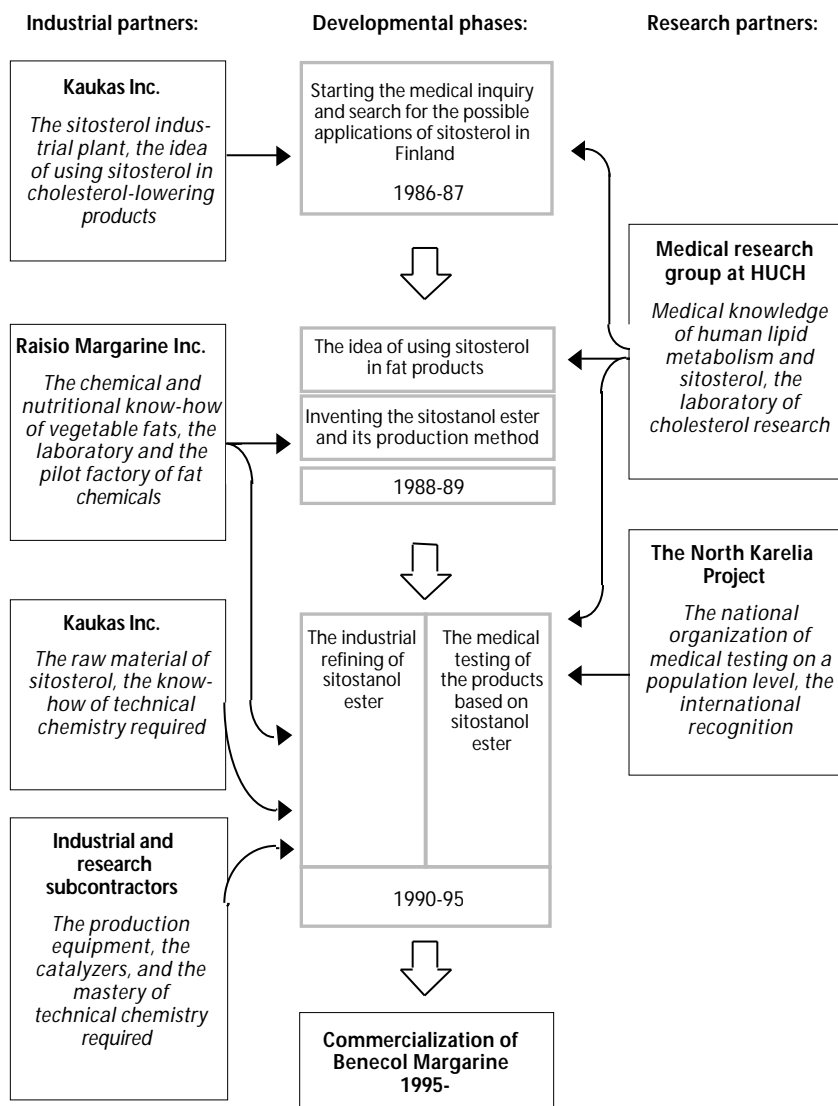 Industrial partners:
Developmental phases:
Research partners:
Kaukas Inc.
The sitosterol indus-
trial plant, the idea
of using sitosterol in
cholesterol-lowering
products
Starting the medical inquiry
and search for the possible
applications of sitosterol in
Finland
1986-87
Medical research
group at HUCH
Medical knowledge
of human lipid
metabolism and
sitosterol, the
laboratory of
cholesterol research
Raisio Margarine Inc.
The chemical and
nutritional know-how
of vegetable fats, the
laboratory and the
pilot factory of fat
chemicals
The idea of using sitosterol
in fat products
Inventing the sitostanol ester
and its production method
1988-89
The North Karelia
Project
The national
organization of
medical testing on a
population level, the
international
recognition
Kaukas Inc.
The raw material of
sitosterol, the know-
how of technical
chemistry required
The industrial
refining of
sitostanol
ester
The medical
testing of
the products
based on
sitostanol
ester
1990-95
Industrial and
research
subcontractors
The production
equipment, the
catalyzers, and the
mastery of
technical chemistry
required
Commercialization of
Benecol Margarine
1995-